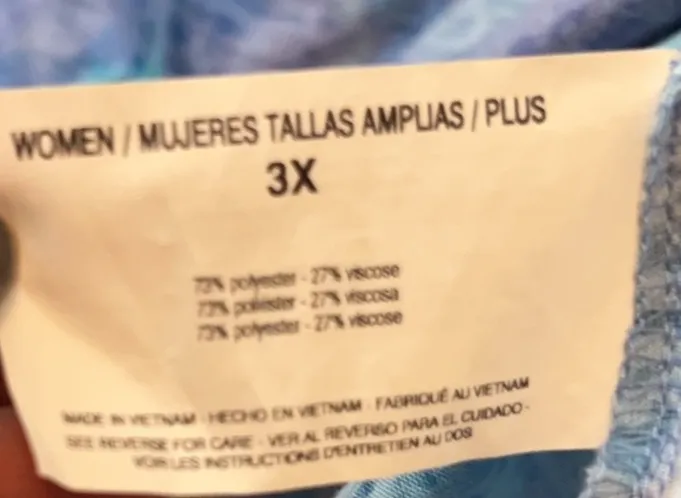 WOMEN / MUJERES TALLAS AMPLIAS / PLUS
3X
73% polyester - 27% viscose
73% poliéster - 27% viscosa
73% polyester - 27% viscose
MADE IN VIETNAM - HECHO EN VIETNAM - FABRIQUÉ AU VIETNAM
SEE REVERSE FOR CARE - VER AL REVERSO PARA EL CUIDADO -
VOIR LES INSTRUCTIONS D'ENTRETIEN AU DOS